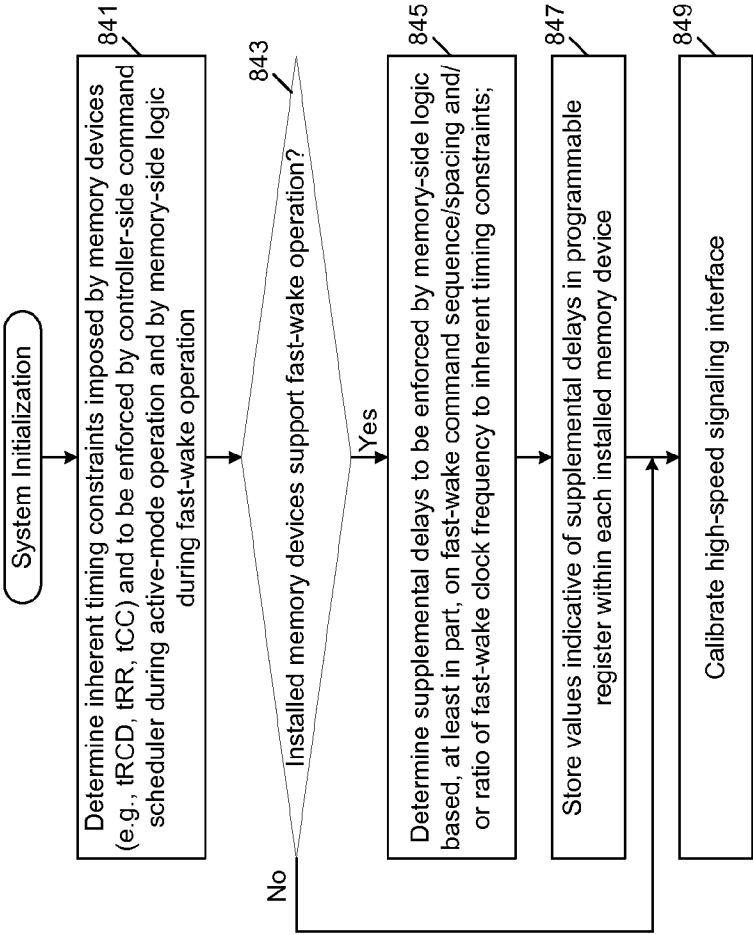 System Initialization
841
Determine inherent timing constraints imposed by memory devices
(e.g., tRCD, tRR, tCC) and to be enforced by controller-side command
scheduler during active-mode operation and by memory-side logic
during fast-wake operation
843
Installed memory devices support fast-wake operation?
No
Yes
845
Determine supplemental delays to be enforced by memory-side logic
based, at least in part, on fast-wake command sequence/spacing and/
or ratio of fast-wake clock frequency to inherent timing constraints;
847
Store values indicative of supplemental delays in programmable
register within each installed memory device
849
Calibrate high-speed signaling interface